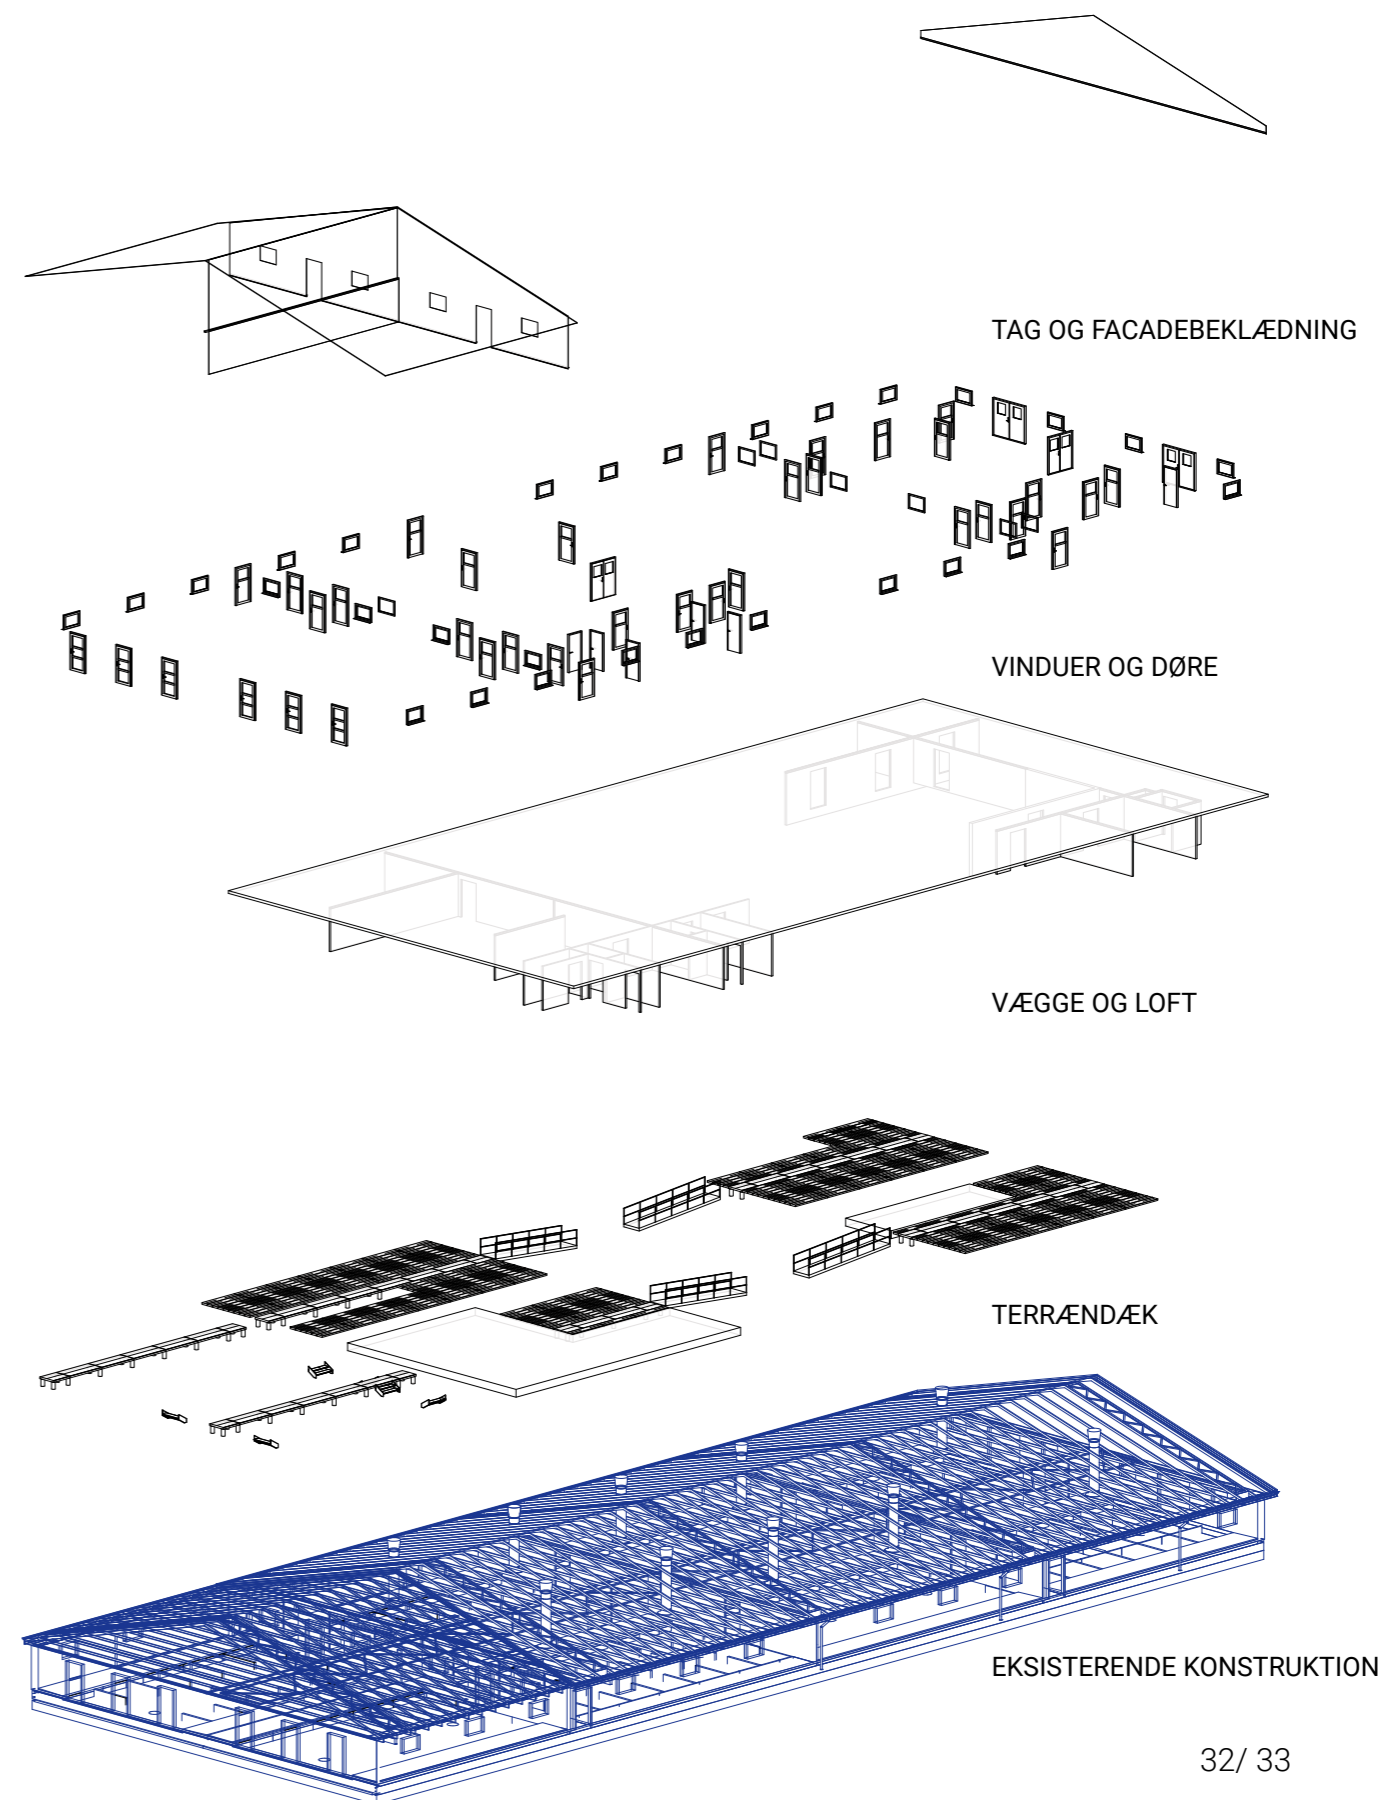 TAG OG FACADEBEKLÆDNING
VINDUER OG DØRE
VÆGGE OG LOFT
TERRÆNDÆK
EKSISTERENDE KONSTRUKTION
32/ 33